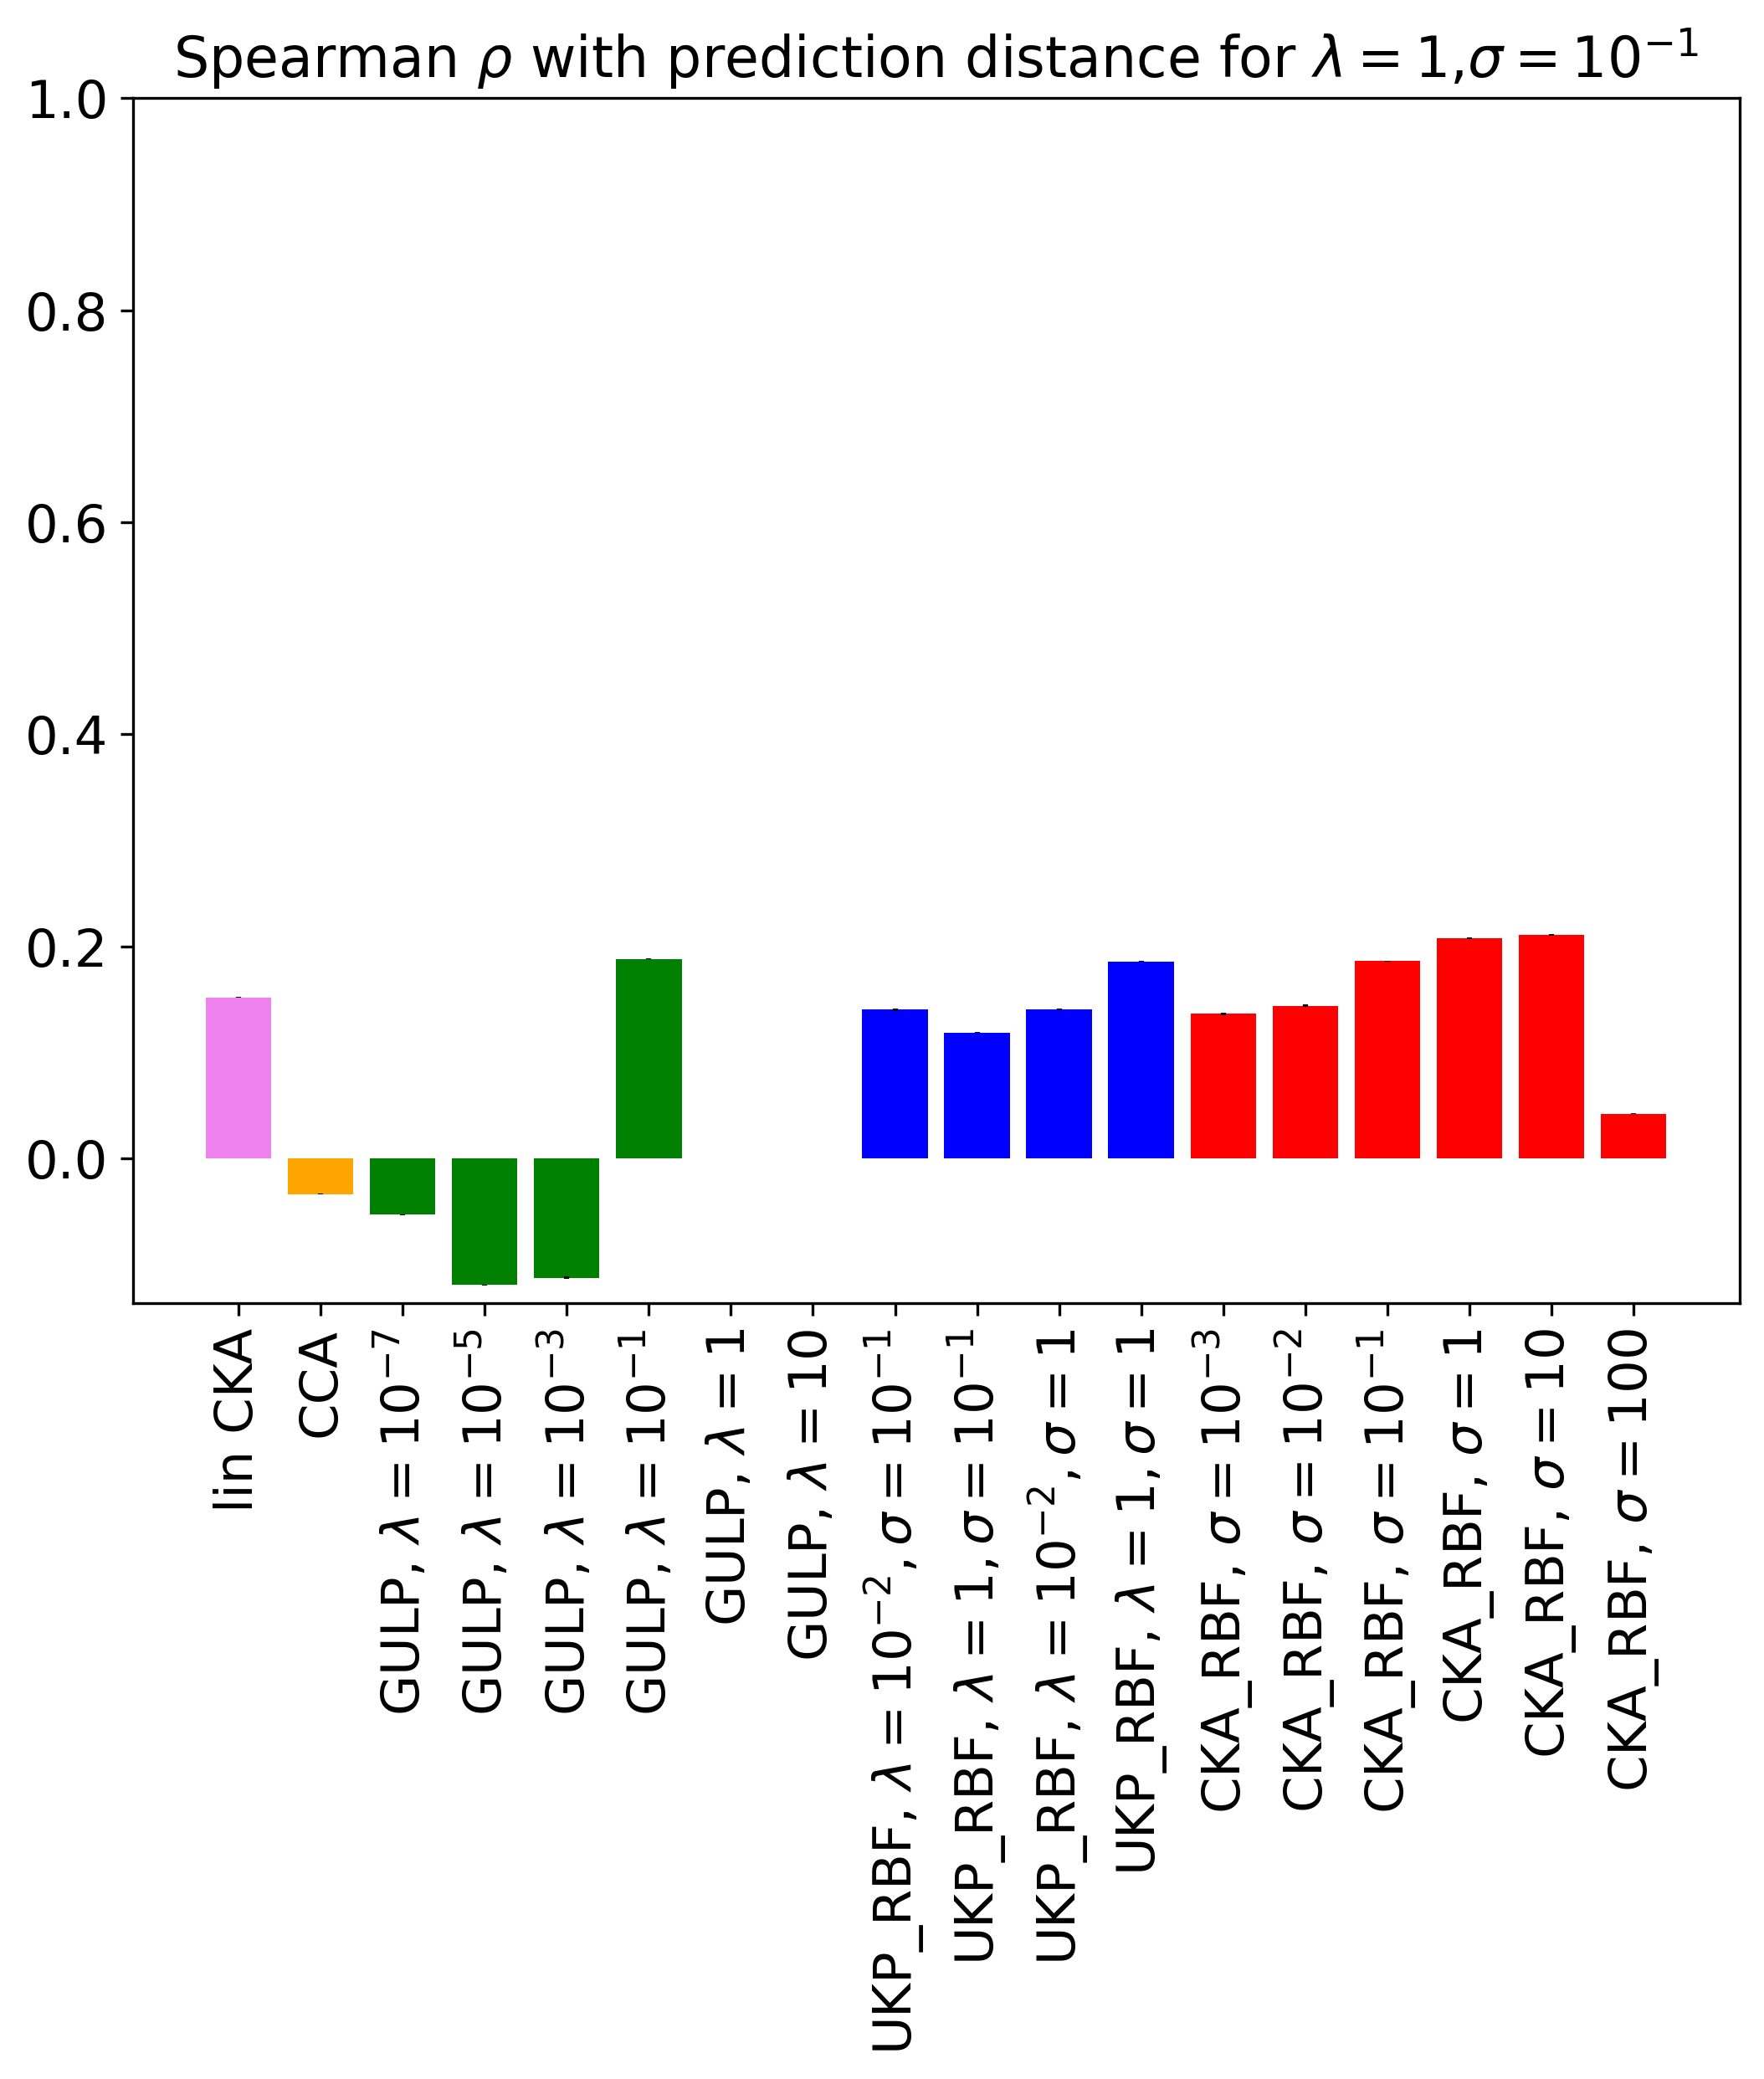 Spearman ρ with prediction distance for λ = 1,σ = 10⁻¹
1.0
0.8
0.6
0.4
0.2
0.0
lin CKA
CCA
GULP, λ = 10⁻⁷
GULP, λ = 10⁻⁵
GULP, λ = 10⁻³
GULP, λ = 10⁻¹
GULP, λ = 1
GULP, λ = 10
UKP_RBF, λ = 10⁻², σ = 10⁻¹
UKP_RBF, λ = 1, σ = 10⁻¹
UKP_RBF, λ = 10⁻², σ = 1
UKP_RBF, λ = 1, σ = 1
CKA_RBF, σ = 10⁻³
CKA_RBF, σ = 10⁻²
CKA_RBF, σ = 10⁻¹
CKA_RBF, σ = 1
CKA_RBF, σ = 10
CKA_RBF, σ = 100